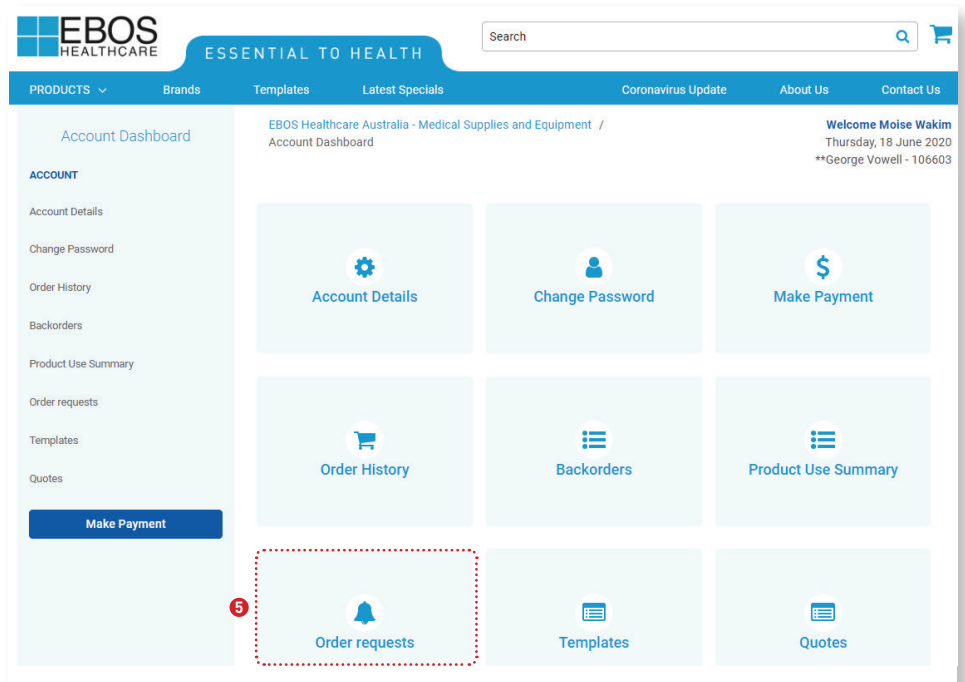 EBOS
HEALTHCARE
ESSENTIAL TO HEALTH
Search
PRODUCTS Brands Templates Latest Specials Coronavirus Update About Us Contact Us
Account Dashboard
EBOS Healthcare Australia - Medical Supplies and Equipment /
Account Dashboard
Welcome Moise Wakim
Thursday, 18 June 2020
**George Vowell - 106603
ACCOUNT
Account Details
Change Password
Order History
Backorders
Product Use Summary
Order requests
Templates
Quotes
Make Payment
Account Details Change Password Make Payment
Order History Backorders Product Use Summary
5
Order requests Templates Quotes